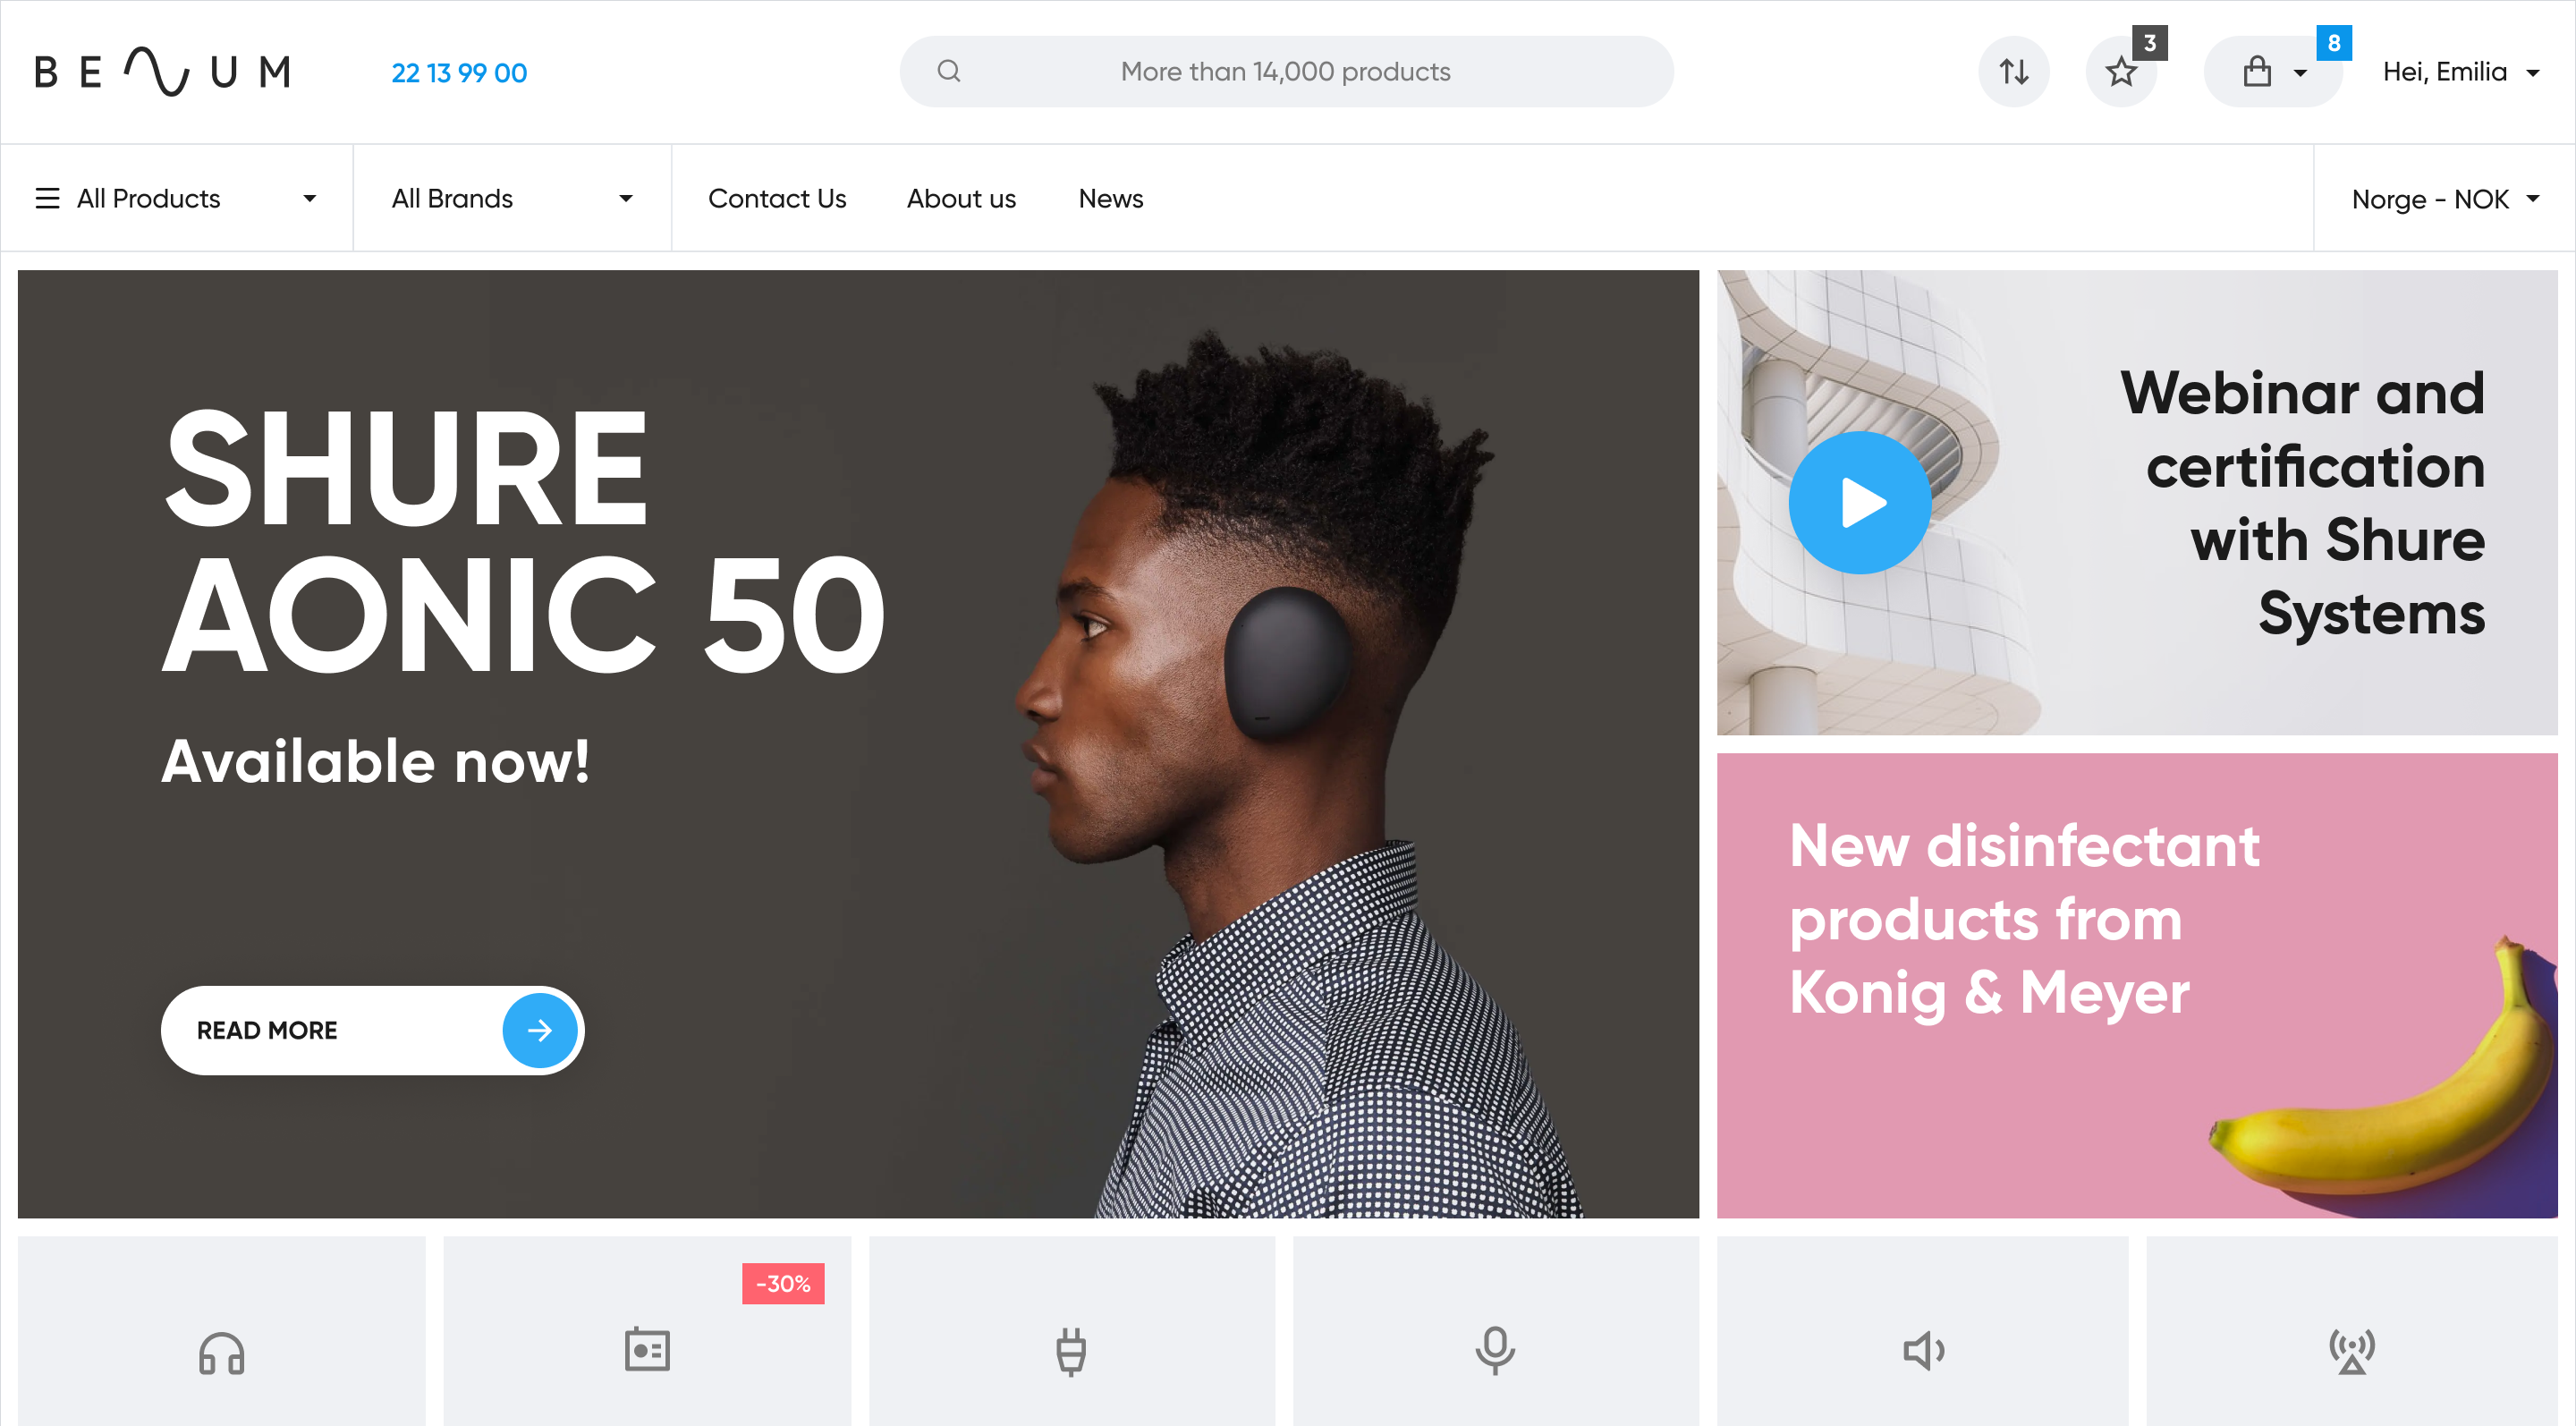 BENUM
22 13 99 00
More than 14,000 products
3
8
Hei, Emilia
All Products
All Brands
Contact Us
About us
News
Norge - NOK
SHURE
AONIC 50
Available now!
READ MORE
Webinar and
certification
with Shure
Systems
New disinfectant
products from
Konig & Meyer
-30%